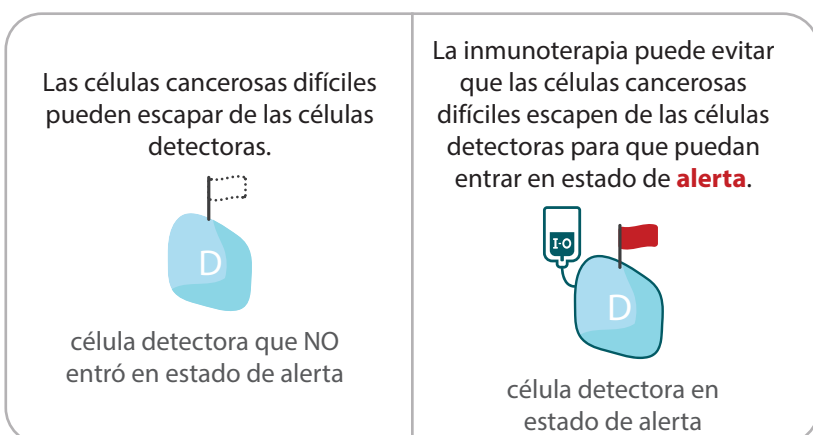 Las células cancerosas difíciles
pueden escapar de las células
detectoras.
D
célula detectora que NO
entró en estado de alerta
La inmunoterapia puede evitar
que las células cancerosas
difíciles escapen de las células
detectoras para que puedan
entrar en estado de alerta.
I-O
D
célula detectora en
estado de alerta